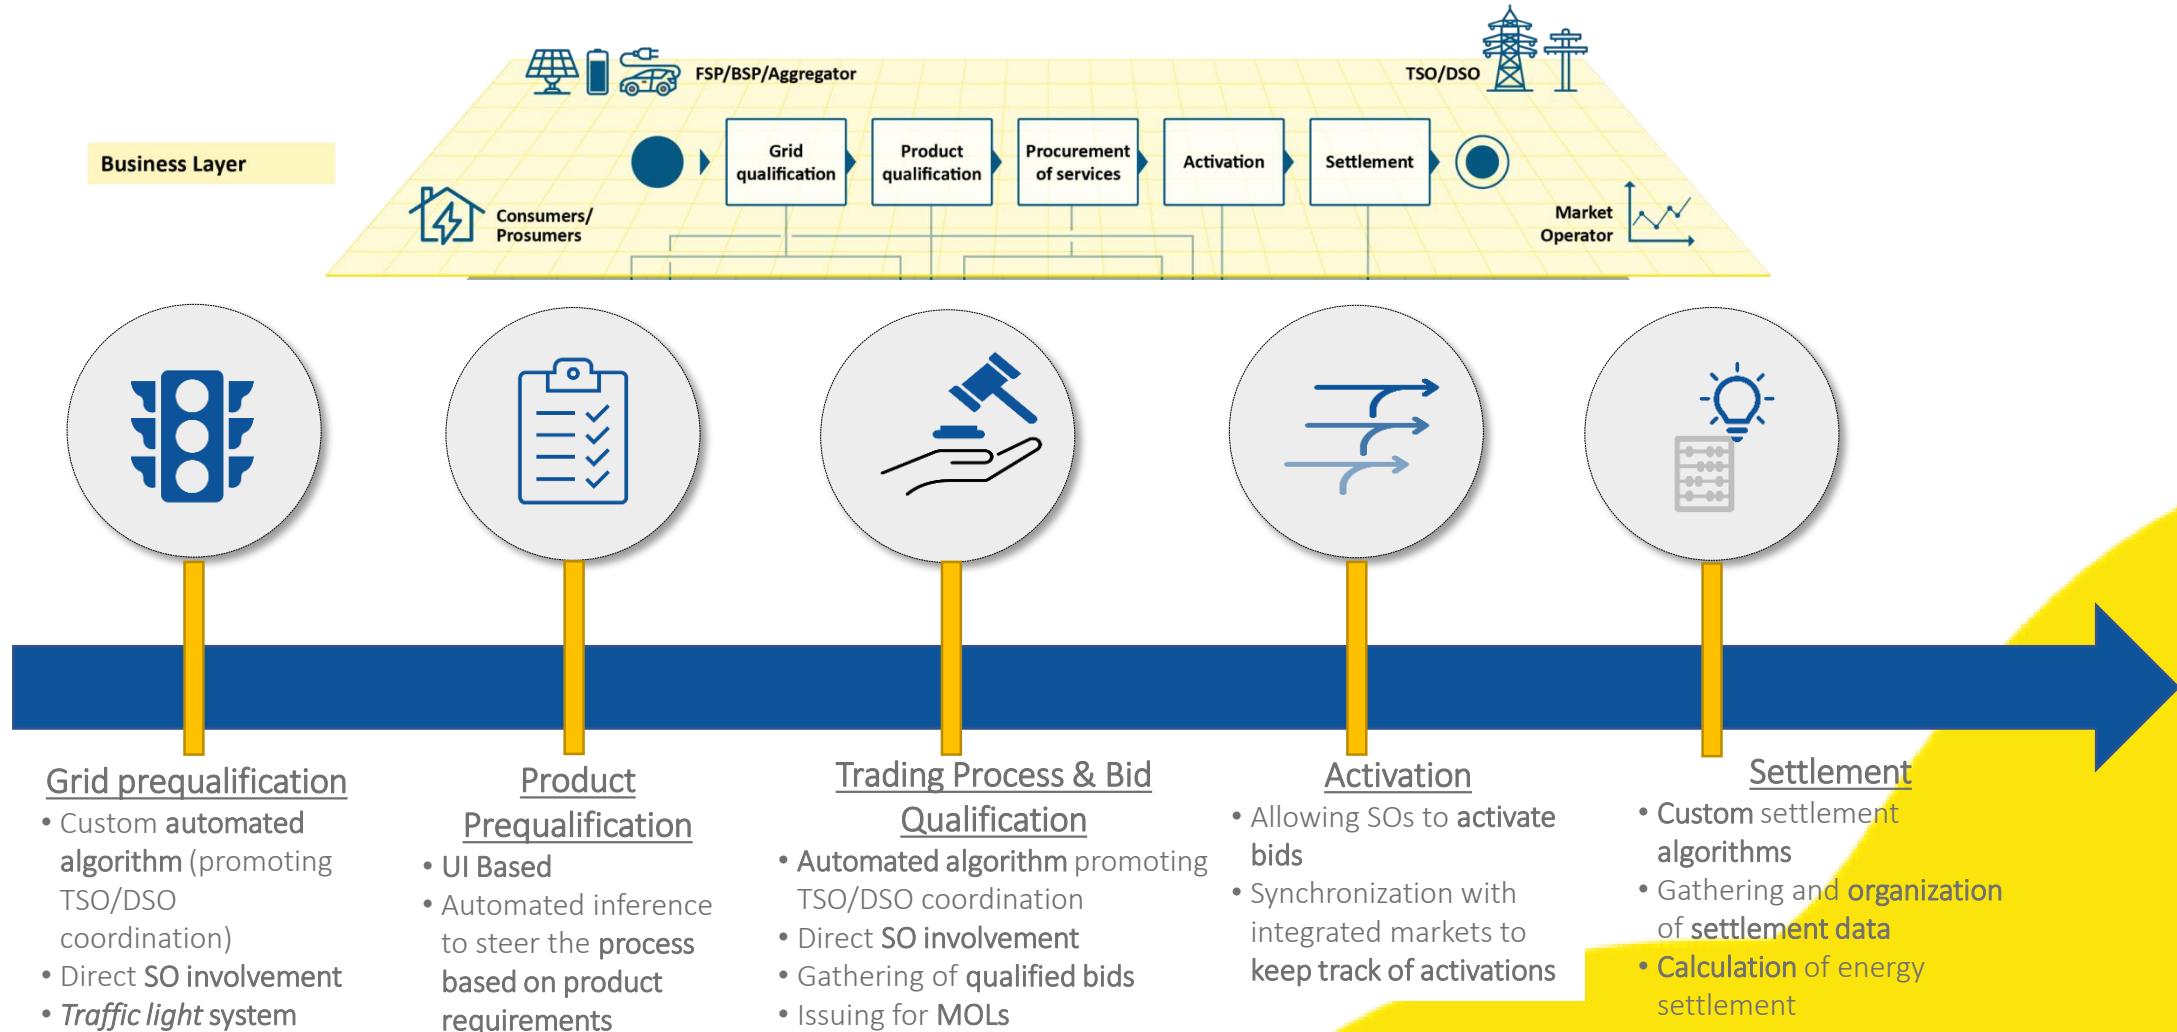 FSP/BSP/Aggregator
TSO/DSO
Business Layer
Grid
qualification
Product
qualification
Procurement
of services
Activation
Settlement
Consumers/
Prosumers
Market
Operator
Grid prequalification
• Custom automated
algorithm (promoting
TSO/DSO
coordination)
• Direct SO involvement
• Traffic light system
Product
Prequalification
• UI Based
• Automated inference
to steer the process
based on product
requirements
Trading Process & Bid
Qualification
• Automated algorithm promoting
TSO/DSO coordination
• Direct SO involvement
• Gathering of qualified bids
• Issuing for MOLs
Activation
• Allowing SOs to activate
bids
• Synchronization with
integrated markets to
keep track of activations
Settlement
• Custom settlement
algorithms
• Gathering and organization
of settlement data
• Calculation of energy
settlement